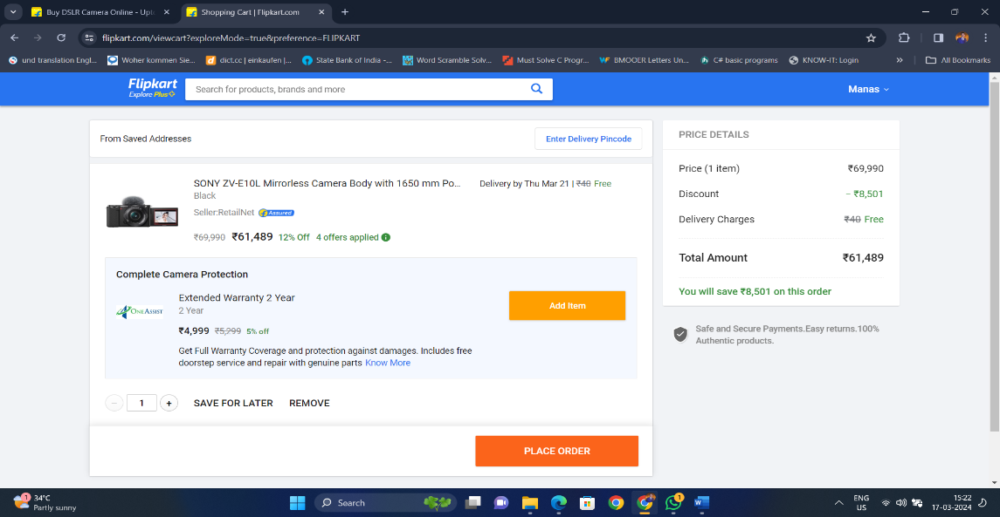 Buy DSLR Camera Online - Upto
Shopping Cart | Flipkart.com
flipkart.com/viewcart?exploreMode=true&preference=FLIPKART
und translation Engl...
Woher kommen Sie...
dict.cc | einkaufen |...
State Bank of India -...
Word Scramble Solv...
Must Solve C Progr...
BMOOER Letters Un...
C# basic programs
KNOW-IT: Login
All Bookmarks
Flipkart
Explore Plus
Search for products, brands and more
Manas
From Saved Addresses
Enter Delivery Pincode
SONY ZV-E10L Mirrorless Camera Body with 1650 mm Po...
Black
Seller:RetailNet Assured
₹69,990 ₹61,489 12% Off 4 offers applied
Delivery by Thu Mar 21 | ₹40 Free
Complete Camera Protection
ONEASSIST
Extended Warranty 2 Year
2 Year
₹4,999 ₹5,299 5% off
Get Full Warranty Coverage and protection against damages. Includes free
doorstep service and repair with genuine parts Know More
Add Item
1
SAVE FOR LATER REMOVE
PLACE ORDER
PRICE DETAILS
Price (1 item) ₹69,990
Discount − ₹8,501
Delivery Charges ₹40 Free
Total Amount ₹61,489
You will save ₹8,501 on this order
Safe and Secure Payments.Easy returns.100%
Authentic products.
1
34°C
Partly sunny
Search
1
ENG
US
15:22
17-03-2024